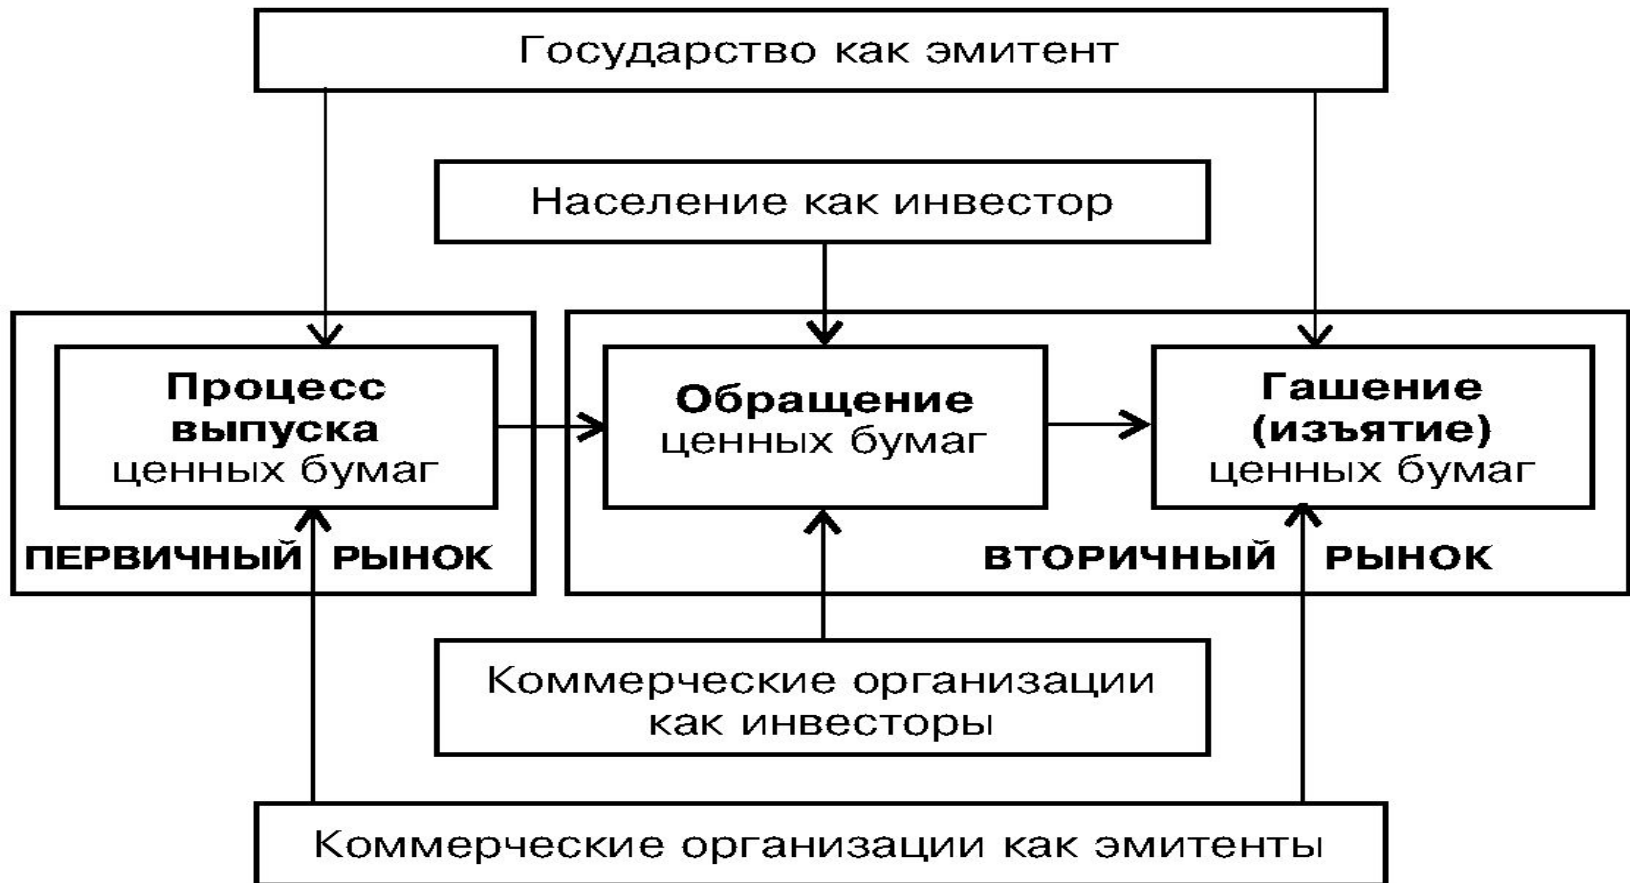 Государство как эмитент
Население как инвестор
Процесс
выпуска
ценных бумаг
ПЕРВИЧНЫЙ РЫНОК
Обращение
ценных бумаг
Гашение
(изъятие)
ценных бумаг
ВТОРИЧНЫЙ РЫНОК
Коммерческие организации
как инвесторы
Коммерческие организации как эмитенты